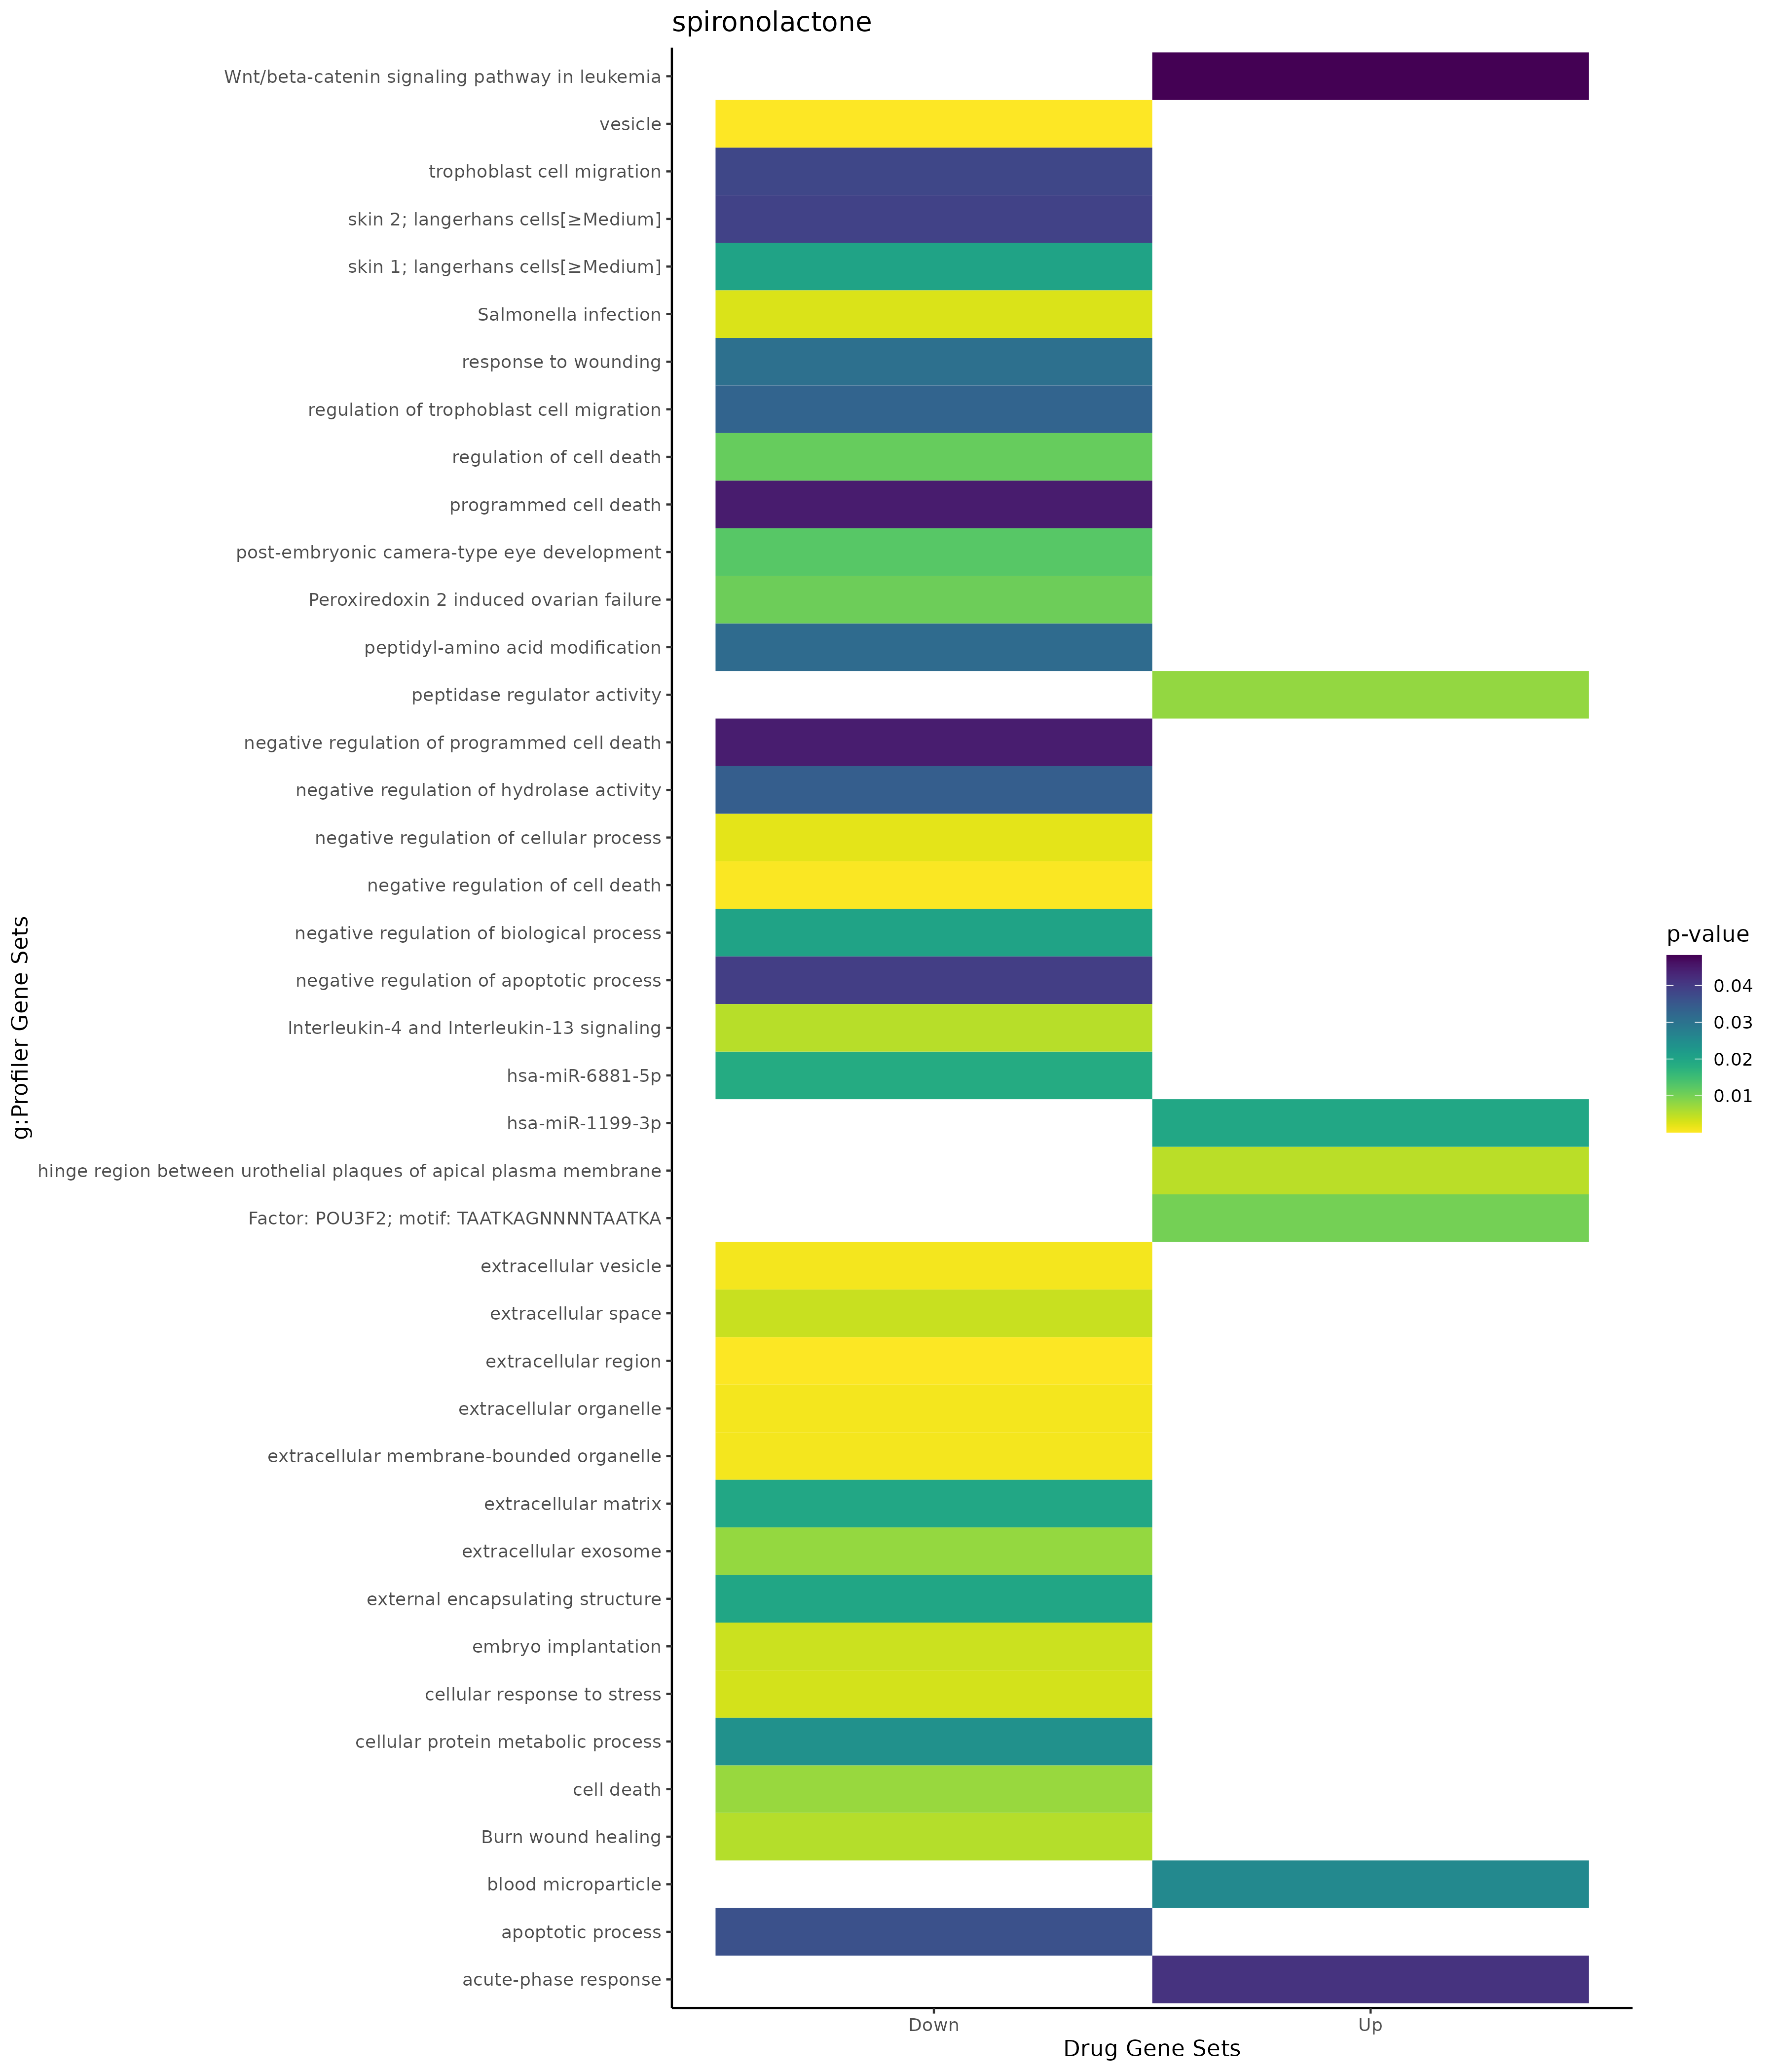 spironolactone
Wnt/beta-catenin signaling pathway in leukemia
vesicle
trophoblast cell migration
skin 2; langerhans cells[≥Medium]
skin 1; langerhans cells[≥Medium]
Salmonella infection
response to wounding
regulation of trophoblast cell migration
regulation of cell death
programmed cell death
post-embryonic camera-type eye development
Peroxiredoxin 2 induced ovarian failure
peptidyl-amino acid modification
peptidase regulator activity
negative regulation of programmed cell death
negative regulation of hydrolase activity
negative regulation of cellular process
negative regulation of cell death
negative regulation of biological process
negative regulation of apoptotic process
Interleukin-4 and Interleukin-13 signaling
hsa-miR-6881-5p
hsa-miR-1199-3p
hinge region between urothelial plaques of apical plasma membrane
Factor: POU3F2; motif: TAATKAGNNNNTAATKA
extracellular vesicle
extracellular space
extracellular region
extracellular organelle
extracellular membrane-bounded organelle
extracellular matrix
extracellular exosome
external encapsulating structure
embryo implantation
cellular response to stress
cellular protein metabolic process
cell death
Burn wound healing
blood microparticle
apoptotic process
acute-phase response
g:Profiler Gene Sets
Down
Up
Drug Gene Sets
p-value
0.04
0.03
0.02
0.01